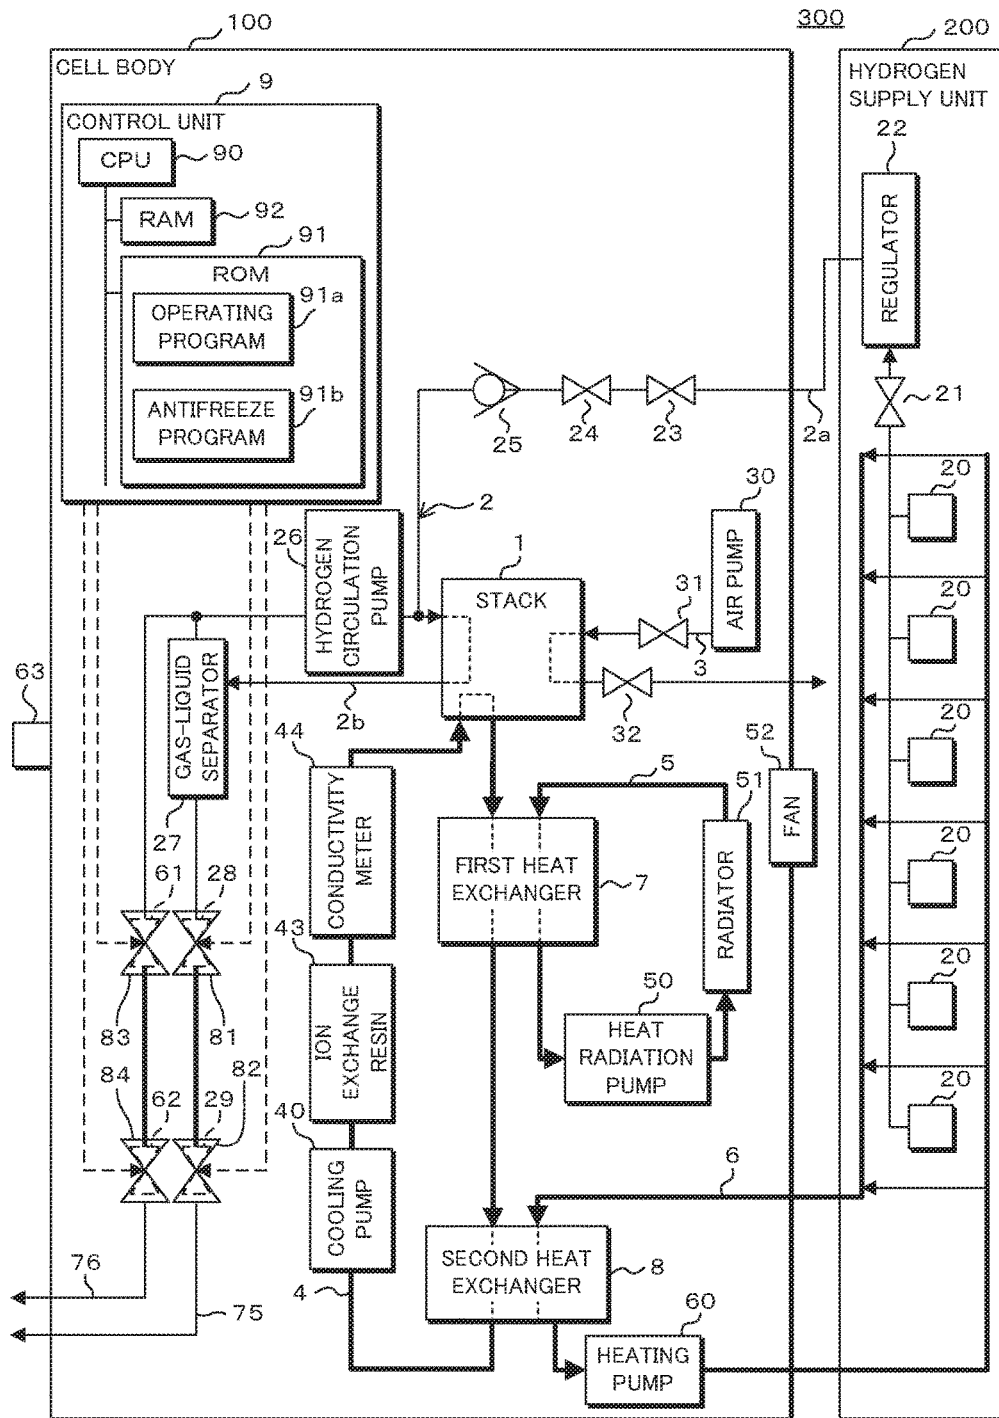 300
100
200
CELL BODY
HYDROGEN
SUPPLY UNIT
9
CONTROL UNIT
CPU
90
22
RAM
92
REGULATOR
91
ROM
91a
OPERATING
PROGRAM
91b
ANTIFREEZE
PROGRAM
25
24
23
2a
21
20
2
26
HYDROGEN
CIRCULATION
PUMP
1
STACK
30
AIR PUMP
31
3
32
20
63
GAS-LIQUID
SEPARATOR
2b
27
44
CONDUCTIVITY
METER
5
52
FAN
51
RADIATOR
20
61
28
FIRST HEAT
EXCHANGER
7
20
83
81
43
ION
EXCHANGE
RESIN
50
HEAT
RADIATION
PUMP
20
84
62
29
82
40
COOLING
PUMP
20
6
SECOND HEAT
EXCHANGER
8
76
75
4
60
HEATING
PUMP